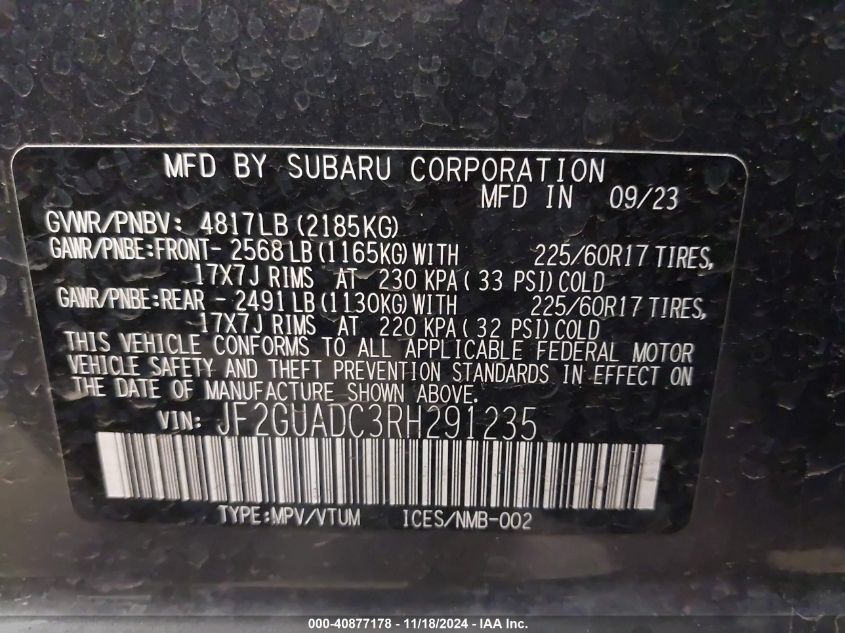 MFD BY SUBARU CORPORATION
MFD IN 09/23
GVWR/PNBV: 4817LB (2185KG)
GAWR/PNBE:FRONT- 2568 LB (1165KG) WITH 225/60R17 TIRES,
17X7J RIMS AT 230 KPA ( 33 PSI) COLD
GAWR/PNBE:REAR - 2491 LB (1130KG) WITH 225/60R17 TIRES,
17X7J RIMS AT 220 KPA ( 32 PSI) COLD
THIS VEHICLE CONFORMS TO ALL APPLICABLE FEDERAL MOTOR
VEHICLE SAFETY AND THEFT PREVENTION STANDARDS IN EFFECT ON
THE DATE OF MANUFACTURE SHOWN ABOVE.
VIN: JF2GUADC3RH291235
TYPE:MPV/VTUM ICES/NMB-002
000-40877178 - 11/18/2024 - IAA Inc.